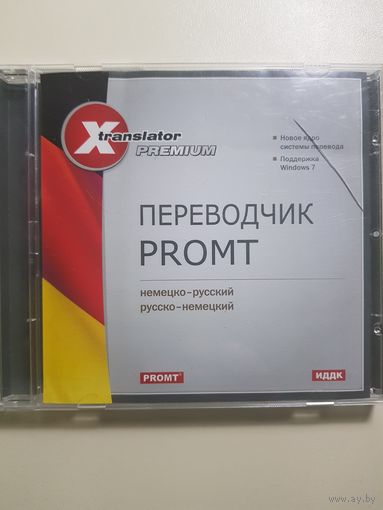 X translator
PREMIUM
Новое ядро
системы перевода
Поддержка
Windows 7
ПЕРЕВОДЧИК
PROMT
немецко-русский
русско-немецкий
PROMT®
ИДДК
www.ay.by